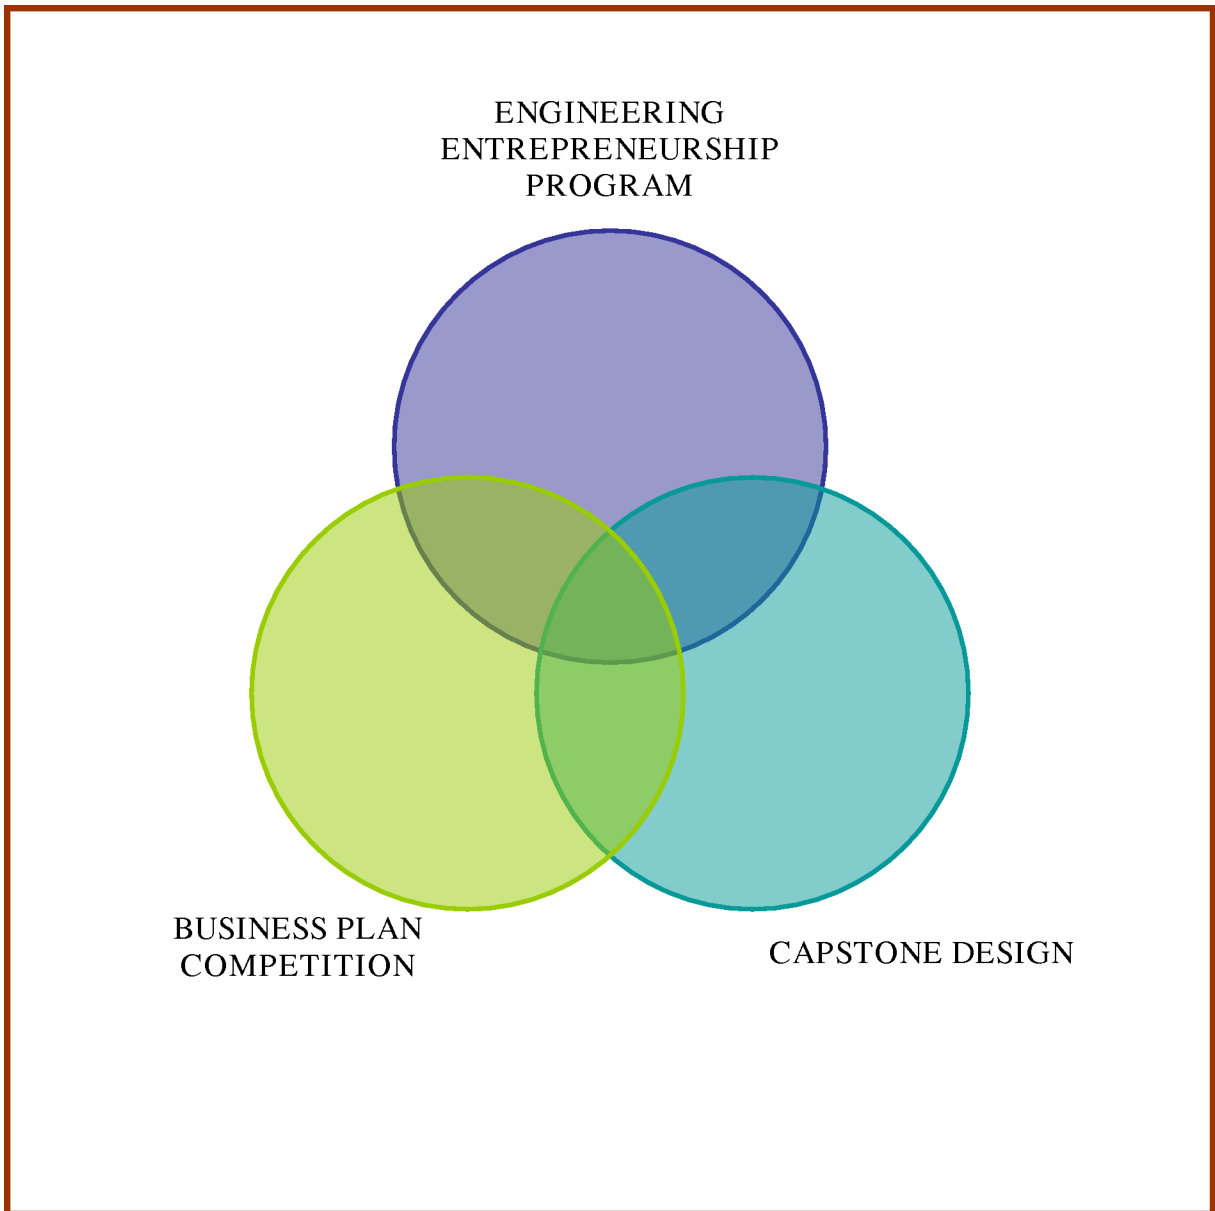 ENGINEERING
ENTREPRENEURSHIP
PROGRAM
BUSINESS PLAN
COMPETITION
CAPSTONE DESIGN